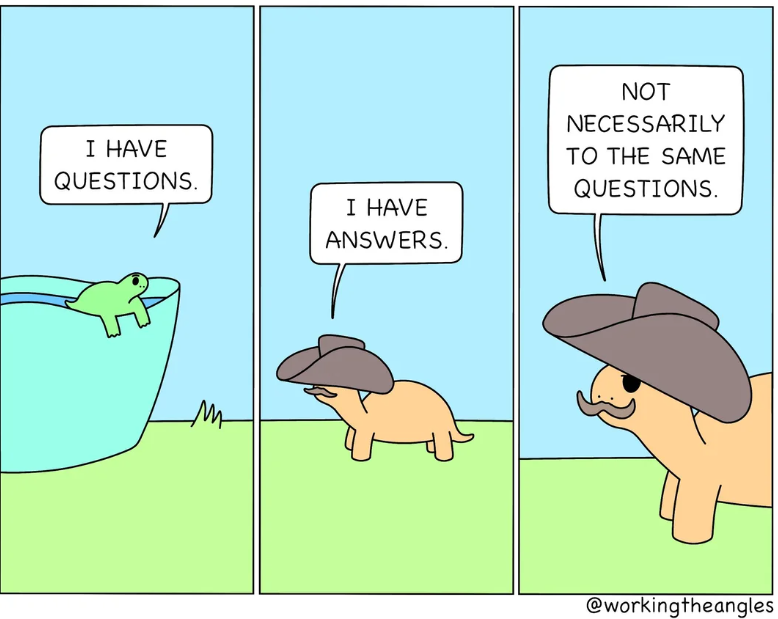 I HAVE
QUESTIONS.
I HAVE
ANSWERS.
NOT
NECESSARILY
TO THE SAME
QUESTIONS.
@workingtheangles